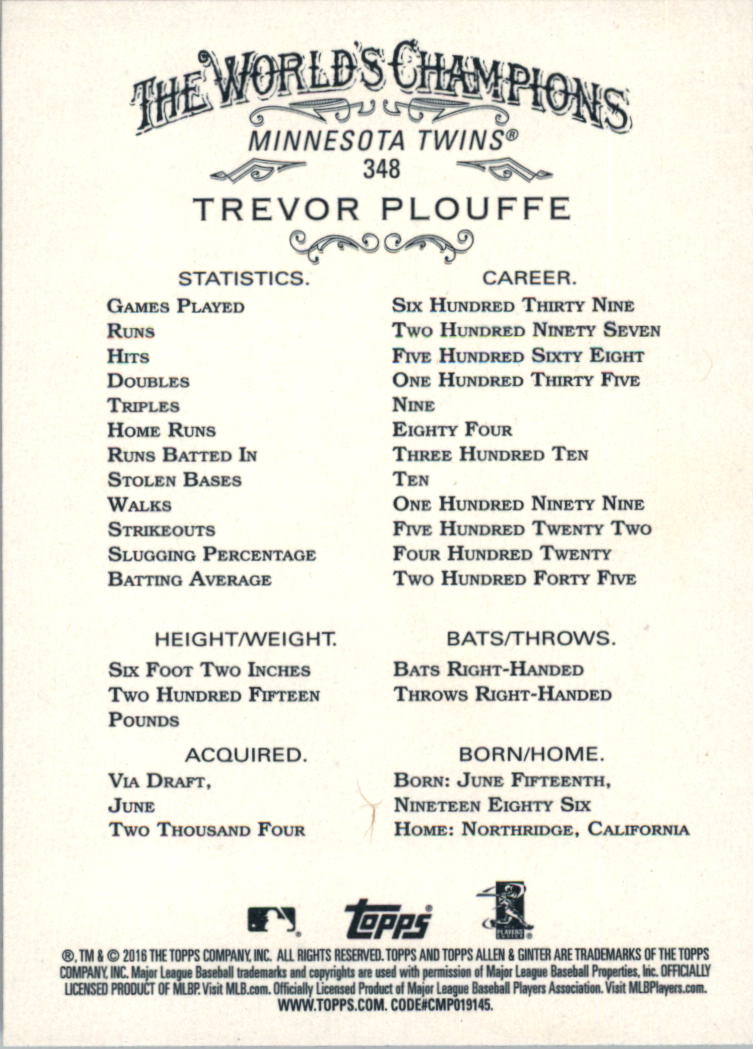 THE WORLD'S CHAMPIONS
MINNESOTA TWINS®
348
TREVOR PLOUFFE
STATISTICS. CAREER.
GAMES PLAYED SIX HUNDRED THIRTY NINE
RUNS TWO HUNDRED NINETY SEVEN
HITS FIVE HUNDRED SIXTY EIGHT
DOUBLES ONE HUNDRED THIRTY FIVE
TRIPLES NINE
HOME RUNS EIGHTY FOUR
RUNS BATTED IN THREE HUNDRED TEN
STOLEN BASES TEN
WALKS ONE HUNDRED NINETY NINE
STRIKEOUTS FIVE HUNDRED TWENTY TWO
SLUGGING PERCENTAGE FOUR HUNDRED TWENTY
BATTING AVERAGE TWO HUNDRED FORTY FIVE
HEIGHT/WEIGHT. BATS/THROWS.
SIX FOOT TWO INCHES BATS RIGHT-HANDED
TWO HUNDRED FIFTEEN THROWS RIGHT-HANDED
POUNDS
ACQUIRED. BORN/HOME.
VIA DRAFT, BORN: JUNE FIFTEENTH,
JUNE NINETEEN EIGHTY SIX
TWO THOUSAND FOUR HOME: NORTHRIDGE, CALIFORNIA
Topps®
PLAYERS
®, TM & © 2016 THE TOPPS COMPANY, INC. ALL RIGHTS RESERVED. TOPPS AND TOPPS ALLEN & GINTER ARE TRADEMARKS OF THE TOPPS
COMPANY, INC. Major League Baseball trademarks and copyrights are used with permission of Major League Baseball Properties, Inc. OFFICIALLY
LICENSED PRODUCT OF MLBP. Visit MLB.com. Officially Licensed Product of Major League Baseball Players Association. Visit MLBPlayers.com.
WWW.TOPPS.COM. CODE#CMP019145.